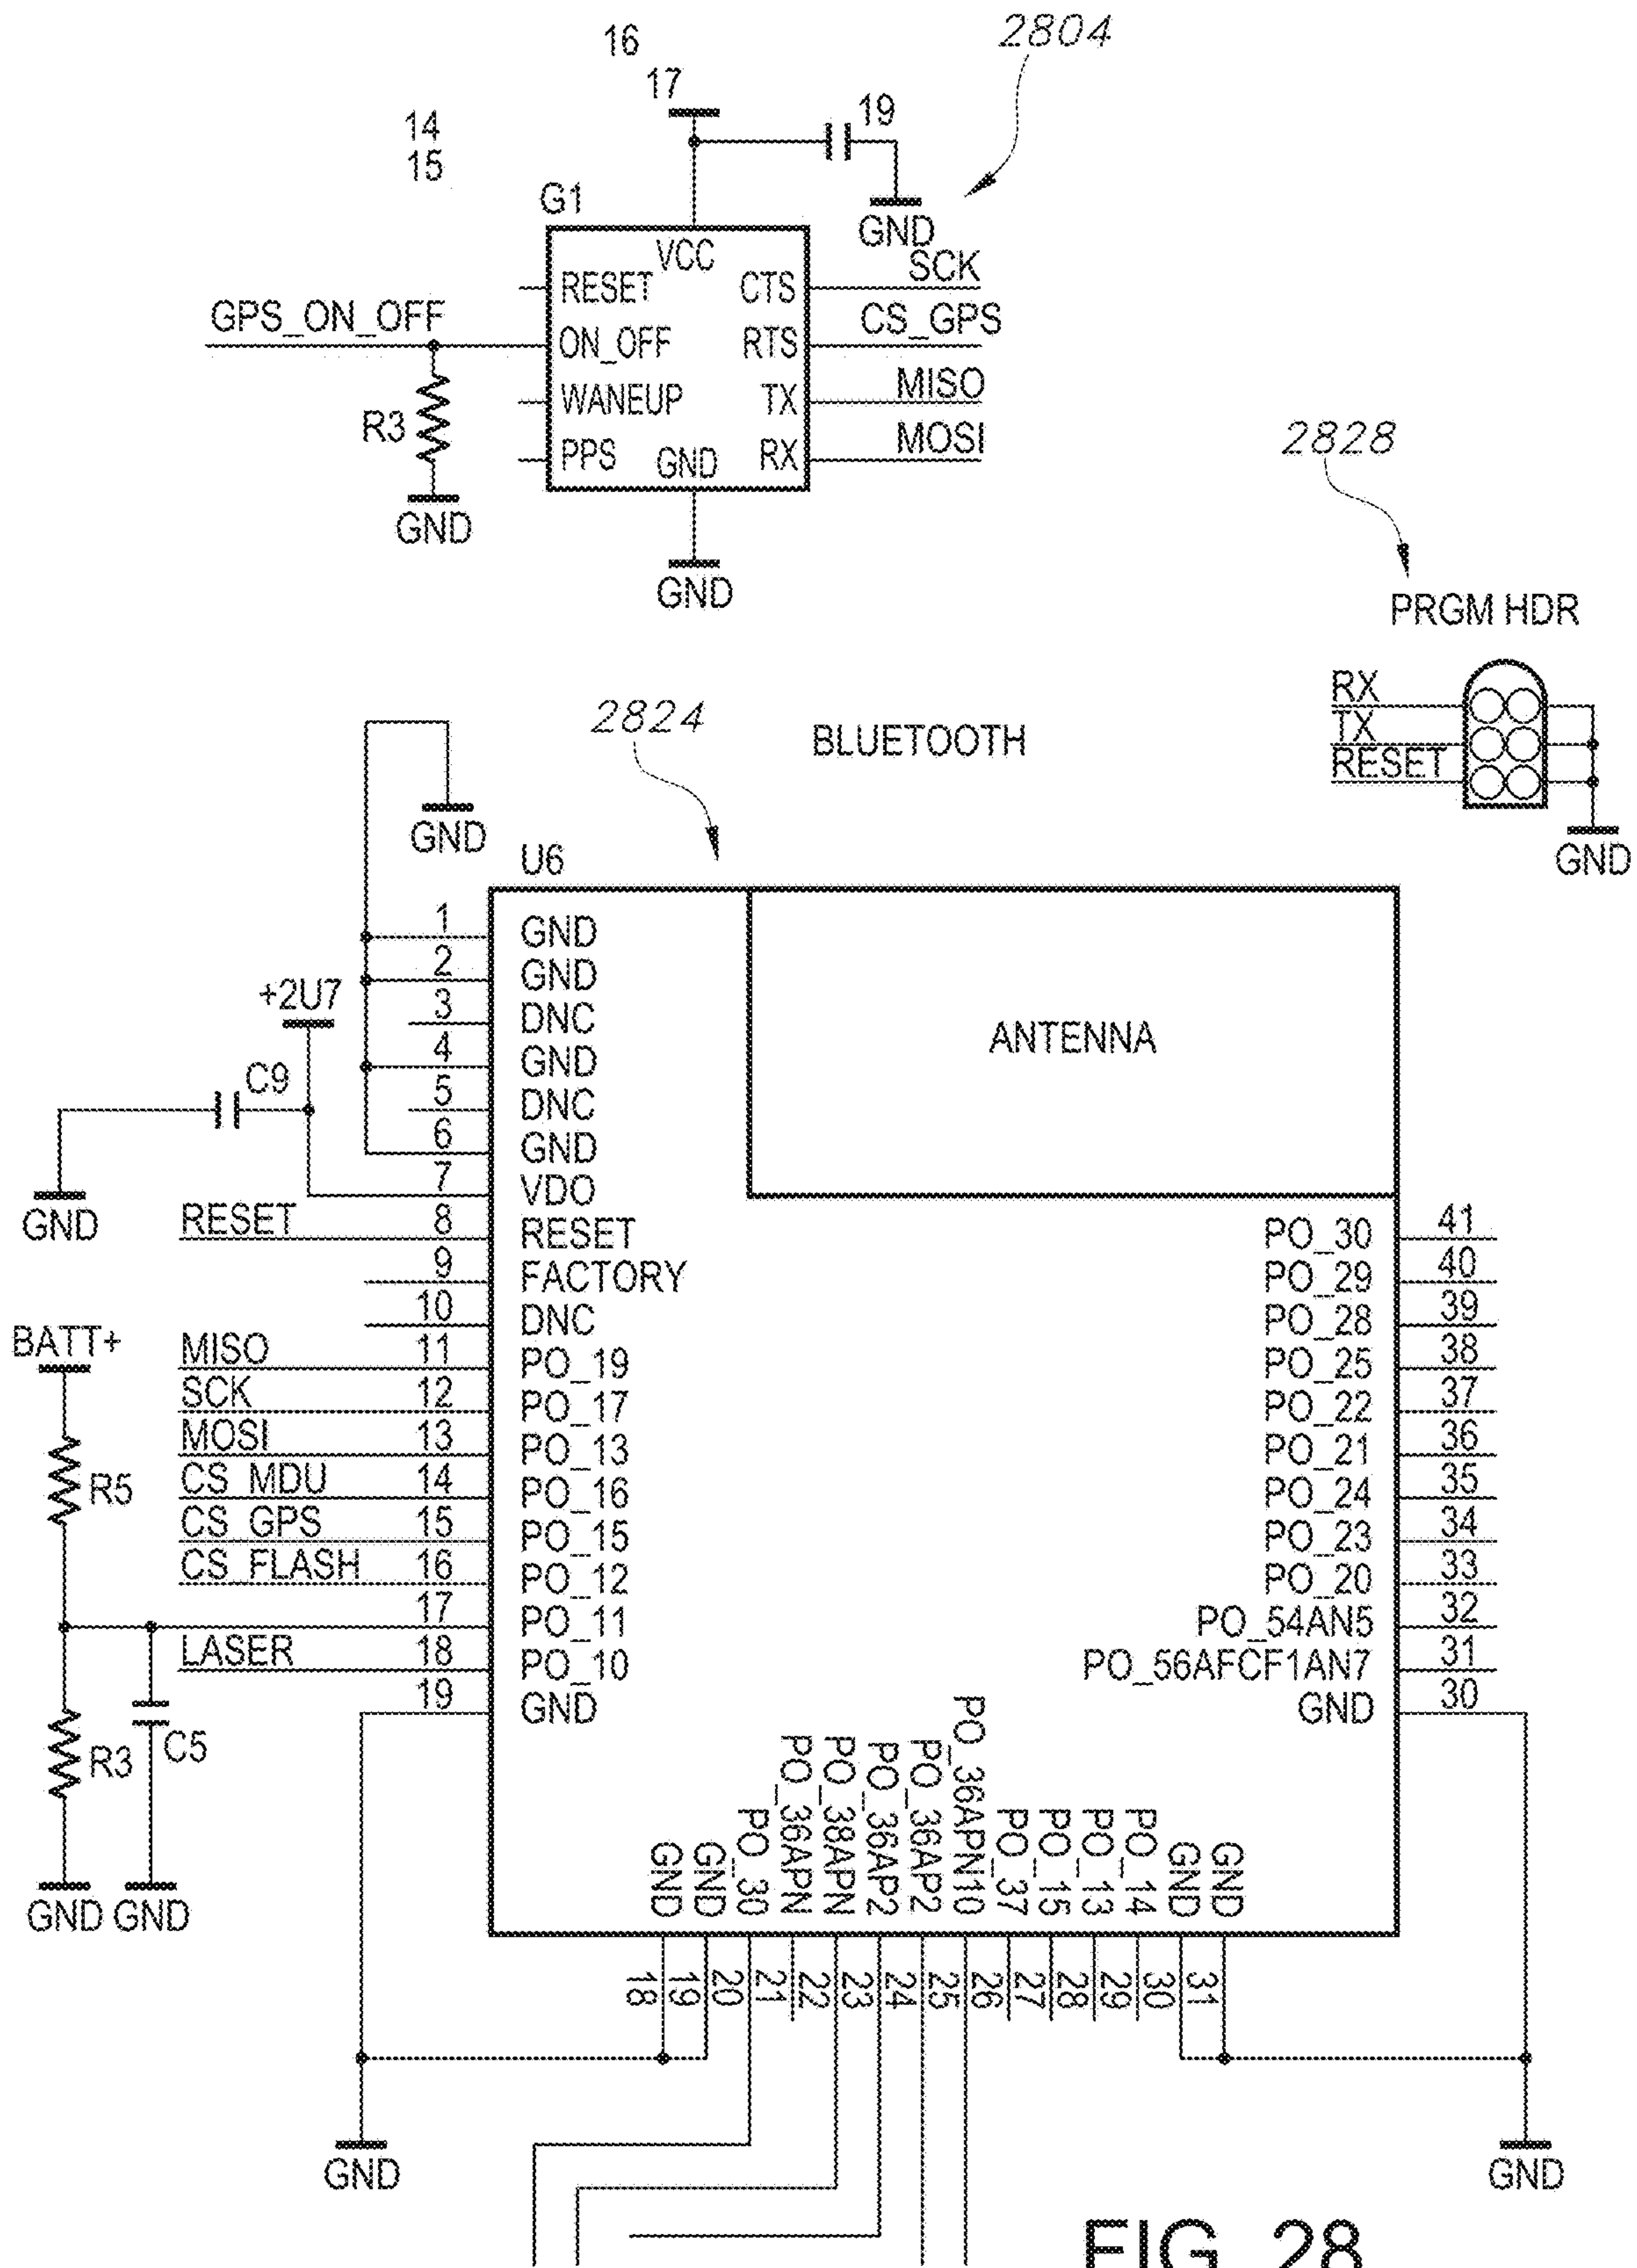 2804
16
17
19
14
15
G1
GND
VCC
RESET CTS SCK
GPS_ON_OFF ON_OFF RTS CS_GPS
WANEUP TX MISO
R3
PPS GND RX MOSI
GND
GND
2828
PRGM HDR
RX
TX
RESET
GND
2824
BLUETOOTH
GND
U6
ANTENNA
1 GND
2 GND
+2U7
3 DNC
4 GND
C9
5 DNC
6 GND
7 VDO
GND
RESET 8 RESET
9 FACTORY
10 DNC
BATT+
MISO 11 PO_19
SCK 12 PO_17
MOSI 13 PO_13
R5
CS_MDU 14 PO_16
CS_GPS 15 PO_15
CS_FLASH 16 PO_12
17 PO_11
LASER 18 PO_10
19 GND
R3
C5
GND GND
PO_30 41
PO_29 40
PO_28 39
PO_25 38
PO_22 37
PO_21 36
PO_24 35
PO_23 34
PO_20 33
PO_54AN5 32
PO_56AFCF1AN7 31
GND 30
GND
GND
PO_30
PO_36APN
PO_38APN
PO_36AP2
PO_36AP2
PO_36APN10
PO_37
PO_15
PO_13
PO_14
GND
GND
18
19
20
21
22
23
24
25
26
27
28
29
30
31
GND
GND
FIG. 28